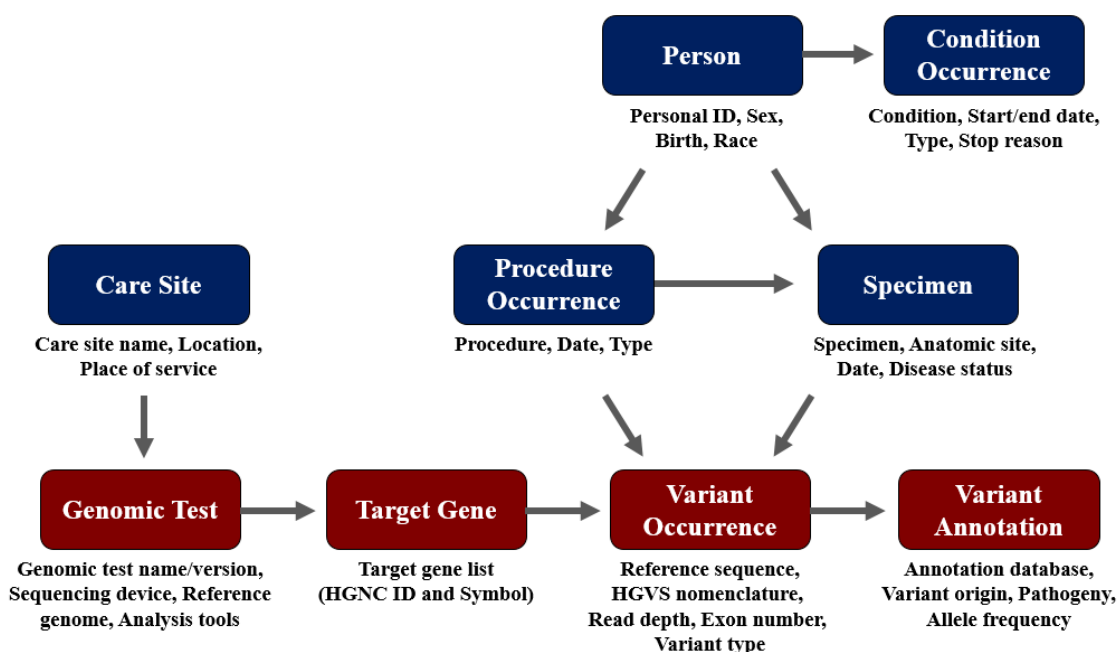 Person
Personal ID, Sex,
Birth, Race
Condition
Occurrence
Condition, Start/end date,
Type, Stop reason
Care Site
Care site name, Location,
Place of service
Procedure
Occurrence
Procedure, Date, Type
Specimen
Specimen, Anatomic site,
Date, Disease status
Genomic Test
Genomic test name/version,
Sequencing device, Reference
genome, Analysis tools
Target Gene
Target gene list
(HGNC ID and Symbol)
Variant
Occurrence
Reference sequence,
HGVS nomenclature,
Read depth, Exon number,
Variant type
Variant
Annotation
Annotation database,
Variant origin, Pathogeny,
Allele frequency